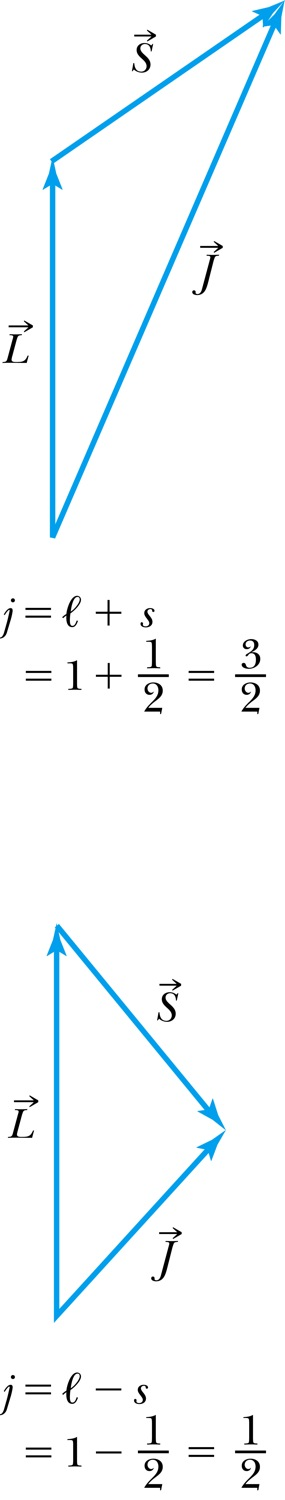 S⃗
J⃗
L⃗
j = ℓ + s
= 1 + 1/2 = 3/2
S⃗
L⃗
J⃗
j = ℓ − s
= 1 − 1/2 = 1/2